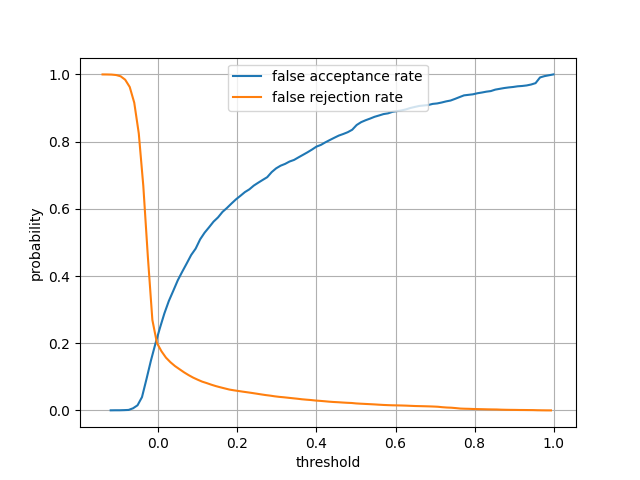 false acceptance rate
false rejection rate
probability
1.0
0.8
0.6
0.4
0.2
0.0
0.0 0.2 0.4 0.6 0.8 1.0
threshold